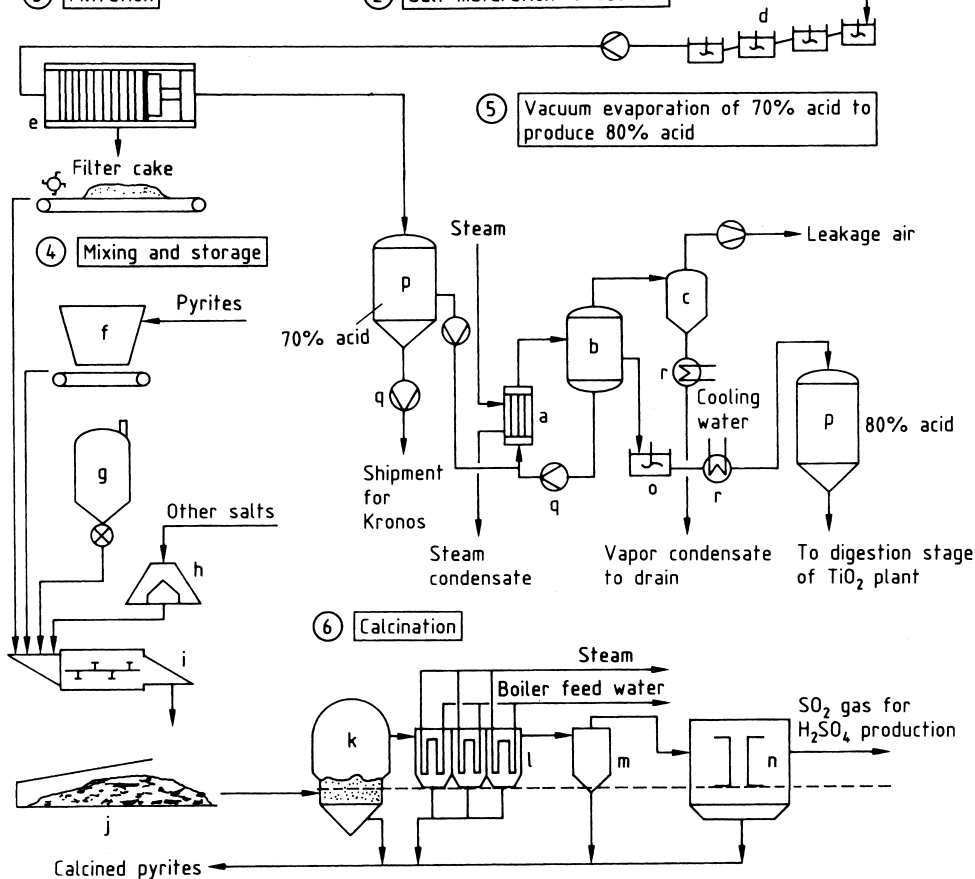 d
e
5
Vacuum evaporation of 70% acid to
produce 80% acid
Filter cake
4
Mixing and storage
Steam
Leakage air
Pyrites
f
p
c
70% acid
b
r
Cooling
water
q
a
p
80% acid
g
Shipment
for
Kronos
q
o
r
Other salts
h
Steam
condensate
Vapor condensate
to drain
To digestion stage
of TiO2 plant
6
Calcination
i
Steam
Boiler feed water
SO2 gas for
H2SO4 production
k
l
m
n
j
Calcined pyrites